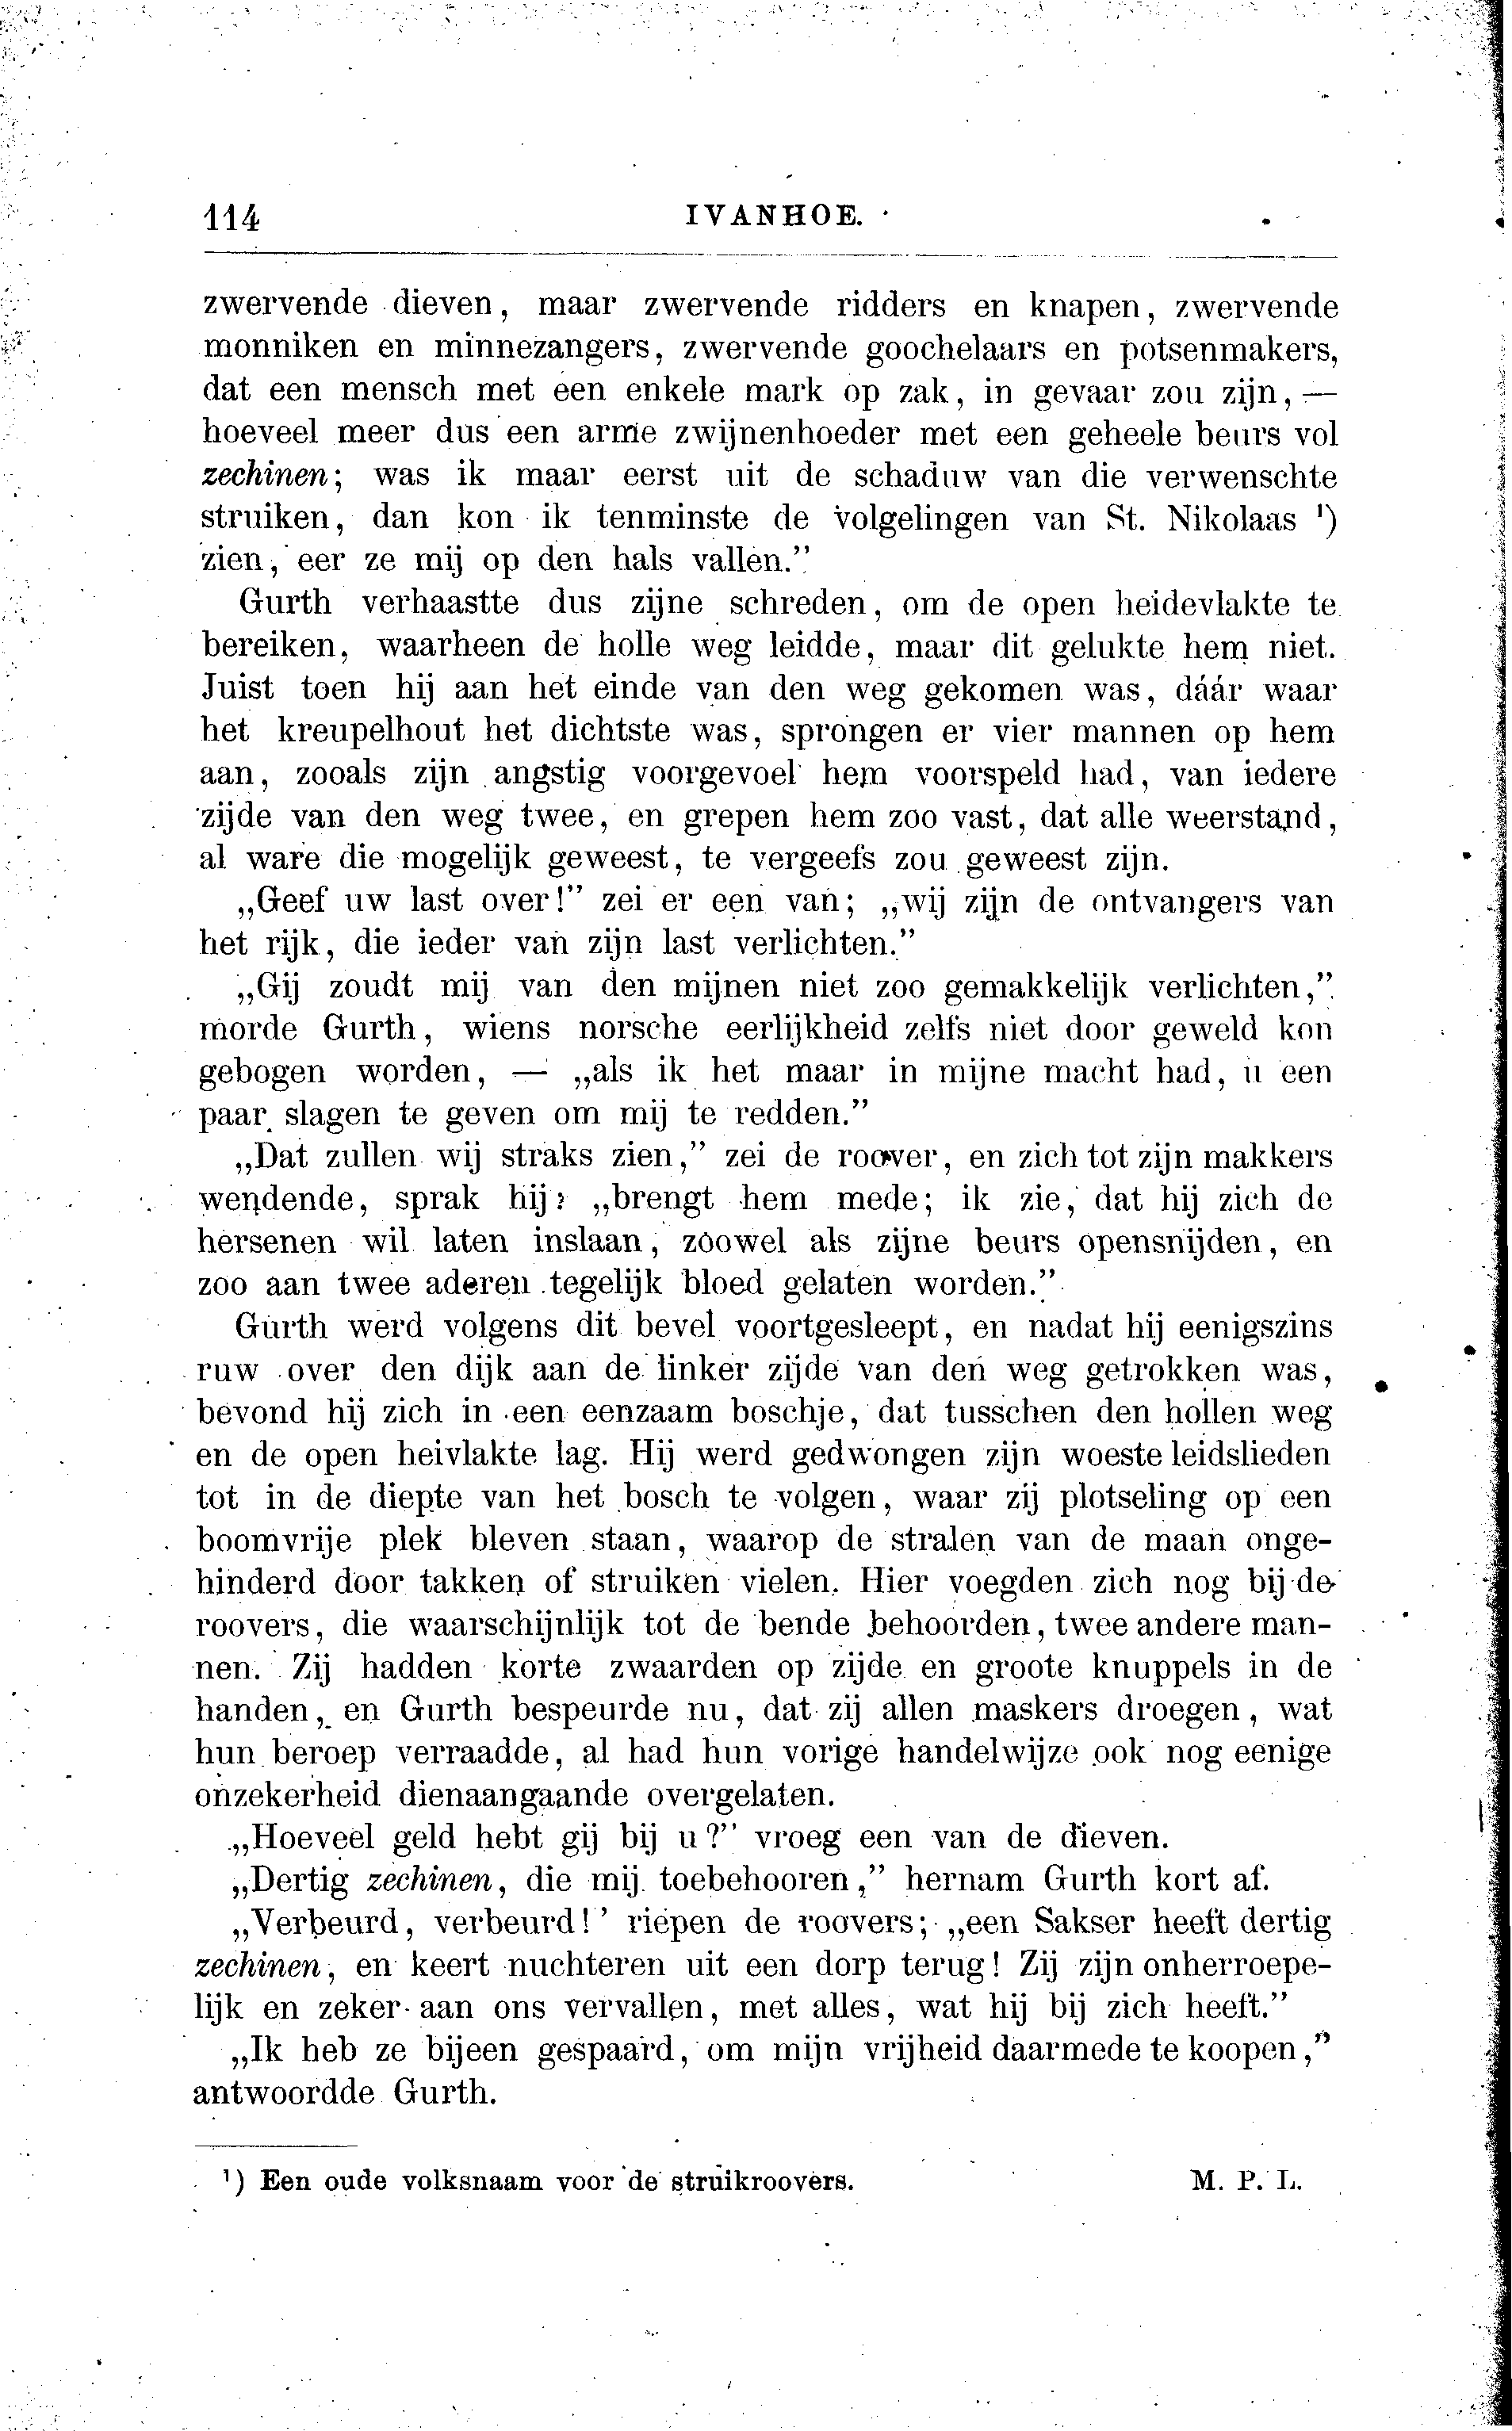 114 IVANHOE.
zwervende dieven, maar zwervende ridders en knapen, zwervende
monniken en minnezangers, zwervende goochelaars en potsenmakers,
dat een mensch met een enkele mark op zak, in gevaar zou zijn, —
hoeveel meer dus een arme zwijnenhoeder met een geheele beurs vol
zechinen; was ik maar eerst uit de schaduw van die verwenschte
struiken, dan kon ik tenminste de volgelingen van St. Nikolaas ¹)
zien, eer ze mij op den hals vallen.”
Gurth verhaastte dus zijne schreden, om de open heidevlakte te
bereiken, waarheen de holle weg leidde, maar dit gelukte hem niet.
Juist toen hij aan het einde van den weg gekomen was, dáár waar
het kreupelhout het dichtste was, sprongen er vier mannen op hem
aan, zooals zijn angstig voorgevoel hem voorspeld had, van iedere
zijde van den weg twee, en grepen hem zoo vast, dat alle weerstand,
al ware die mogelijk geweest, te vergeefs zou geweest zijn.
„Geef uw last over!” zei er een van; „wij zijn de ontvangers van
het rijk, die ieder van zijn last verlichten.”
„Gij zoudt mij van den mijnen niet zoo gemakkelijk verlichten,”
morde Gurth, wiens norsche eerlijkheid zelfs niet door geweld kon
gebogen worden, — „als ik het maar in mijne macht had, u een
paar slagen te geven om mij te redden.”
„Dat zullen wij straks zien,” zei de roover, en zich tot zijn makkers
wendende, sprak hij: „brengt hem mede; ik zie, dat hij zich de
hersenen wil laten inslaan, zoowel als zijne beurs opensnijden, en
zoo aan twee aderen tegelijk bloed gelaten worden.”
Gurth werd volgens dit bevel voortgesleept, en nadat hij eenigszins
ruw over den dijk aan de linker zijde van den weg getrokken was,
bevond hij zich in een eenzaam boschje, dat tusschen den hollen weg
en de open heivlakte lag. Hij werd gedwongen zijn woeste leidslieden
tot in de diepte van het bosch te volgen, waar zij plotseling op een
boomvrije plek bleven staan, waarop de stralen van de maan onge-
hinderd door takken of struiken vielen. Hier voegden zich nog bij de
roovers, die waarschijnlijk tot de bende behoorden, twee andere man-
nen. Zij hadden korte zwaarden op zijde en groote knuppels in de
handen, en Gurth bespeurde nu, dat zij allen maskers droegen, wat
hun beroep verraadde, al had hun vorige handelwijze ook nog eenige
onzekerheid dienaangaande overgelaten.
„Hoeveel geld hebt gij bij u?” vroeg een van de dieven.
„Dertig zechinen, die mij toebehooren,” hernam Gurth kort af.
„Verbeurd, verbeurd!’ riepen de roovers; „een Sakser heeft dertig
zechinen, en keert nuchteren uit een dorp terug! Zij zijn onherroepe-
lijk en zeker aan ons vervallen, met alles, wat hij bij zich heeft.”
„Ik heb ze bijeen gespaard, om mijn vrijheid daarmede te koopen,”
antwoordde Gurth.
¹) Een oude volksnaam voor de struikroovers. M. P. L.